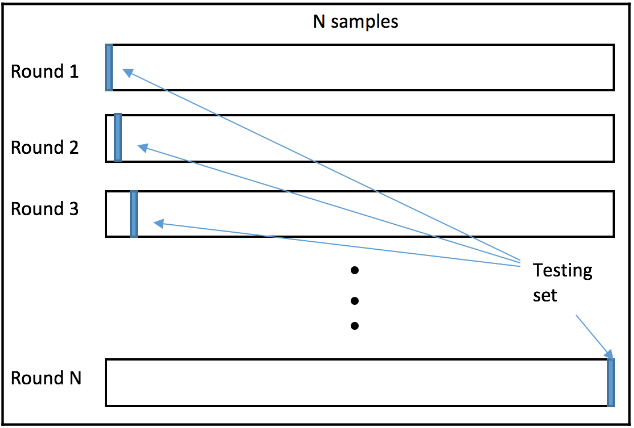 N samples
Round 1
Round 2
Round 3
Testing
set
Round N